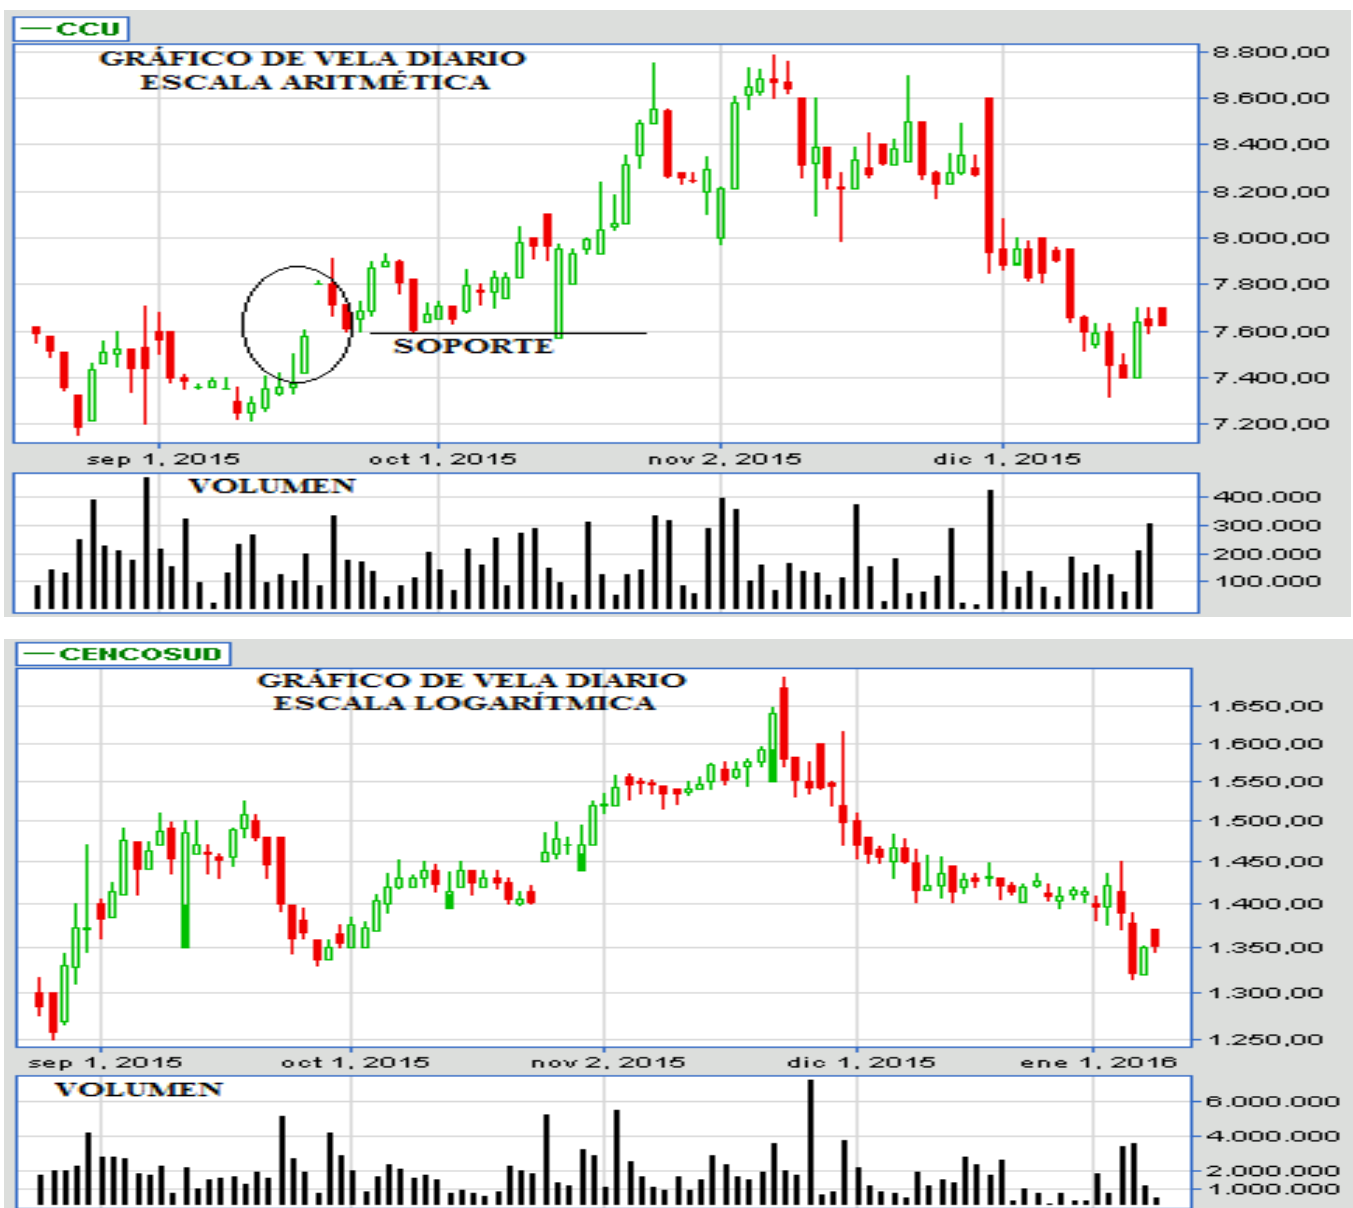 CCU
GRÁFICO DE VELA DIARIO
ESCALA ARITMÉTICA
8.800,00
8.600,00
8.400,00
8.200,00
8.000,00
7.800,00
7.600,00
7.400,00
7.200,00
SOPORTE
sep 1, 2015 oct 1, 2015 nov 2, 2015 dic 1, 2015
VOLUMEN
400.000
300.000
200.000
100.000
CENCOSUD
GRÁFICO DE VELA DIARIO
ESCALA LOGARÍTMICA
1.650,00
1.600,00
1.550,00
1.500,00
1.450,00
1.400,00
1.350,00
1.300,00
1.250,00
sep 1, 2015 oct 1, 2015 nov 2, 2015 dic 1, 2015 ene 1, 2016
VOLUMEN
6.000.000
4.000.000
2.000.000
1.000.000